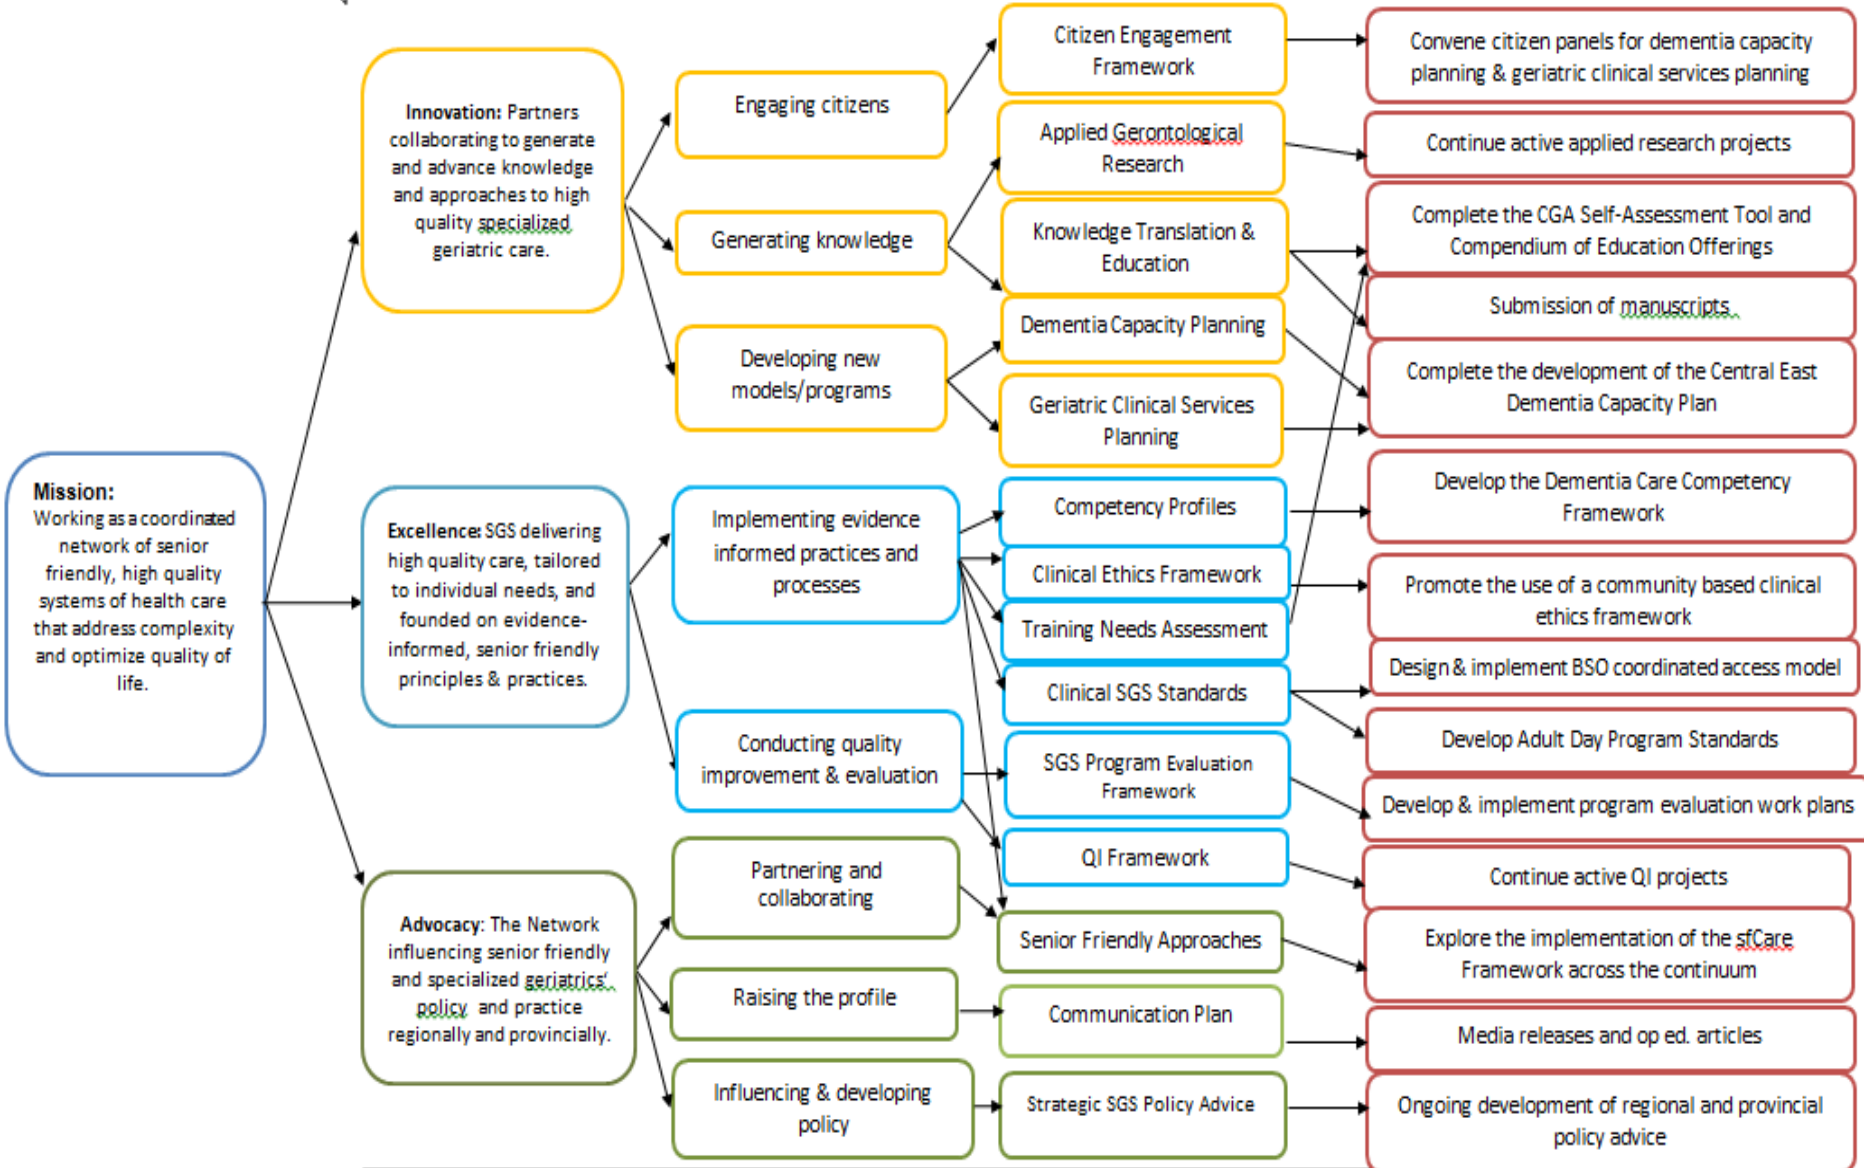 Mission:
Working as a coordinated
network of senior
friendly, high quality
systems of health care
that address complexity
and optimize quality of
life.
Innovation: Partners
collaborating to generate
and advance knowledge
and approaches to high
quality specialized
geriatric care.
Excellence: SGS delivering
high quality care, tailored
to individual needs, and
founded on evidence-
informed, senior friendly
principles & practices.
Advocacy: The Network
influencing senior friendly
and specialized geriatrics'
policy and practice
regionally and provincially.
Engaging citizens
Generating knowledge
Developing new
models/programs
Implementing evidence
informed practices and
processes
Conducting quality
improvement & evaluation
Partnering and
collaborating
Raising the profile
Influencing & developing
policy
Citizen Engagement
Framework
Applied Gerontological
Research
Knowledge Translation &
Education
Dementia Capacity Planning
Geriatric Clinical Services
Planning
Competency Profiles
Clinical Ethics Framework
Training Needs Assessment
Clinical SGS Standards
SGS Program Evaluation
Framework
QI Framework
Senior Friendly Approaches
Communication Plan
Strategic SGS Policy Advice
Convene citizen panels for dementia capacity
planning & geriatric clinical services planning
Continue active applied research projects
Complete the CGA Self-Assessment Tool and
Compendium of Education Offerings
Submission of manuscripts
Complete the development of the Central East
Dementia Capacity Plan
Develop the Dementia Care Competency
Framework
Promote the use of a community based clinical
ethics framework
Design & implement BSO coordinated access model
Develop Adult Day Program Standards
Develop & implement program evaluation work plans
Continue active QI projects
Explore the implementation of the sfCare
Framework across the continuum
Media releases and op ed. articles
Ongoing development of regional and provincial
policy advice